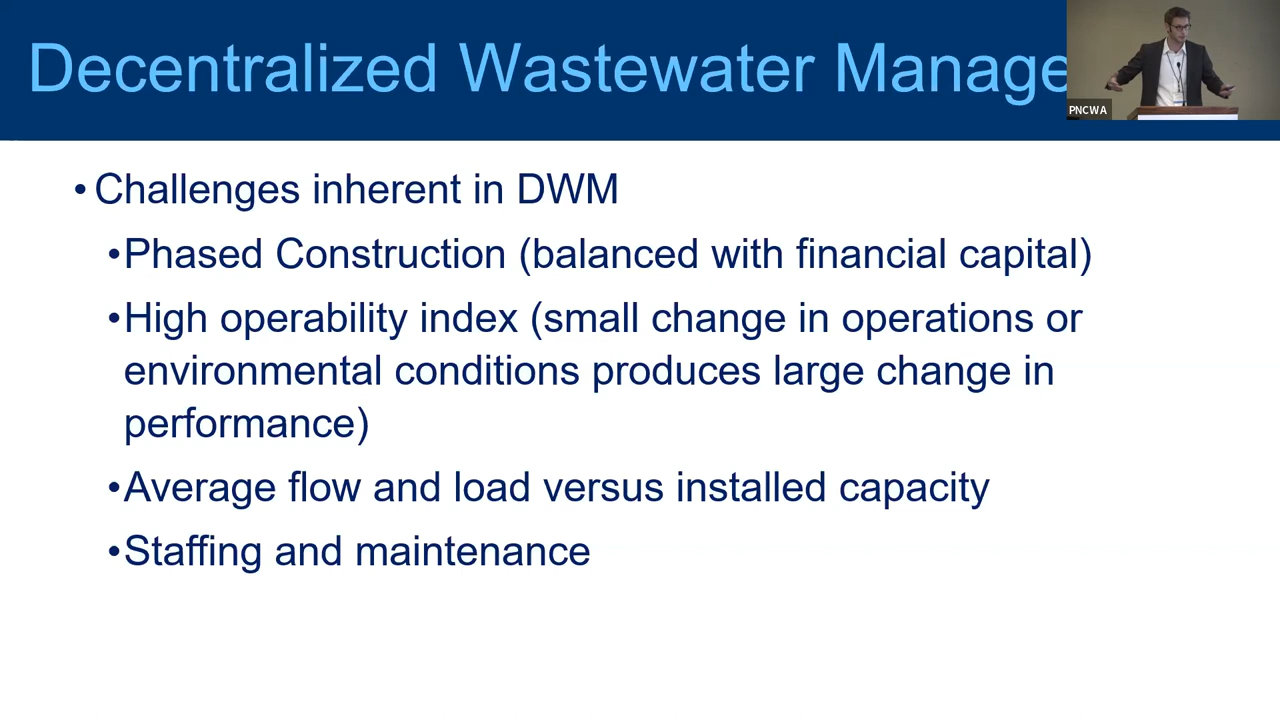 Decentralized Wastewater Manage
PNCWA
• Challenges inherent in DWM
•Phased Construction (balanced with financial capital)
•High operability index (small change in operations or
environmental conditions produces large change in
performance)
•Average flow and load versus installed capacity
•Staffing and maintenance